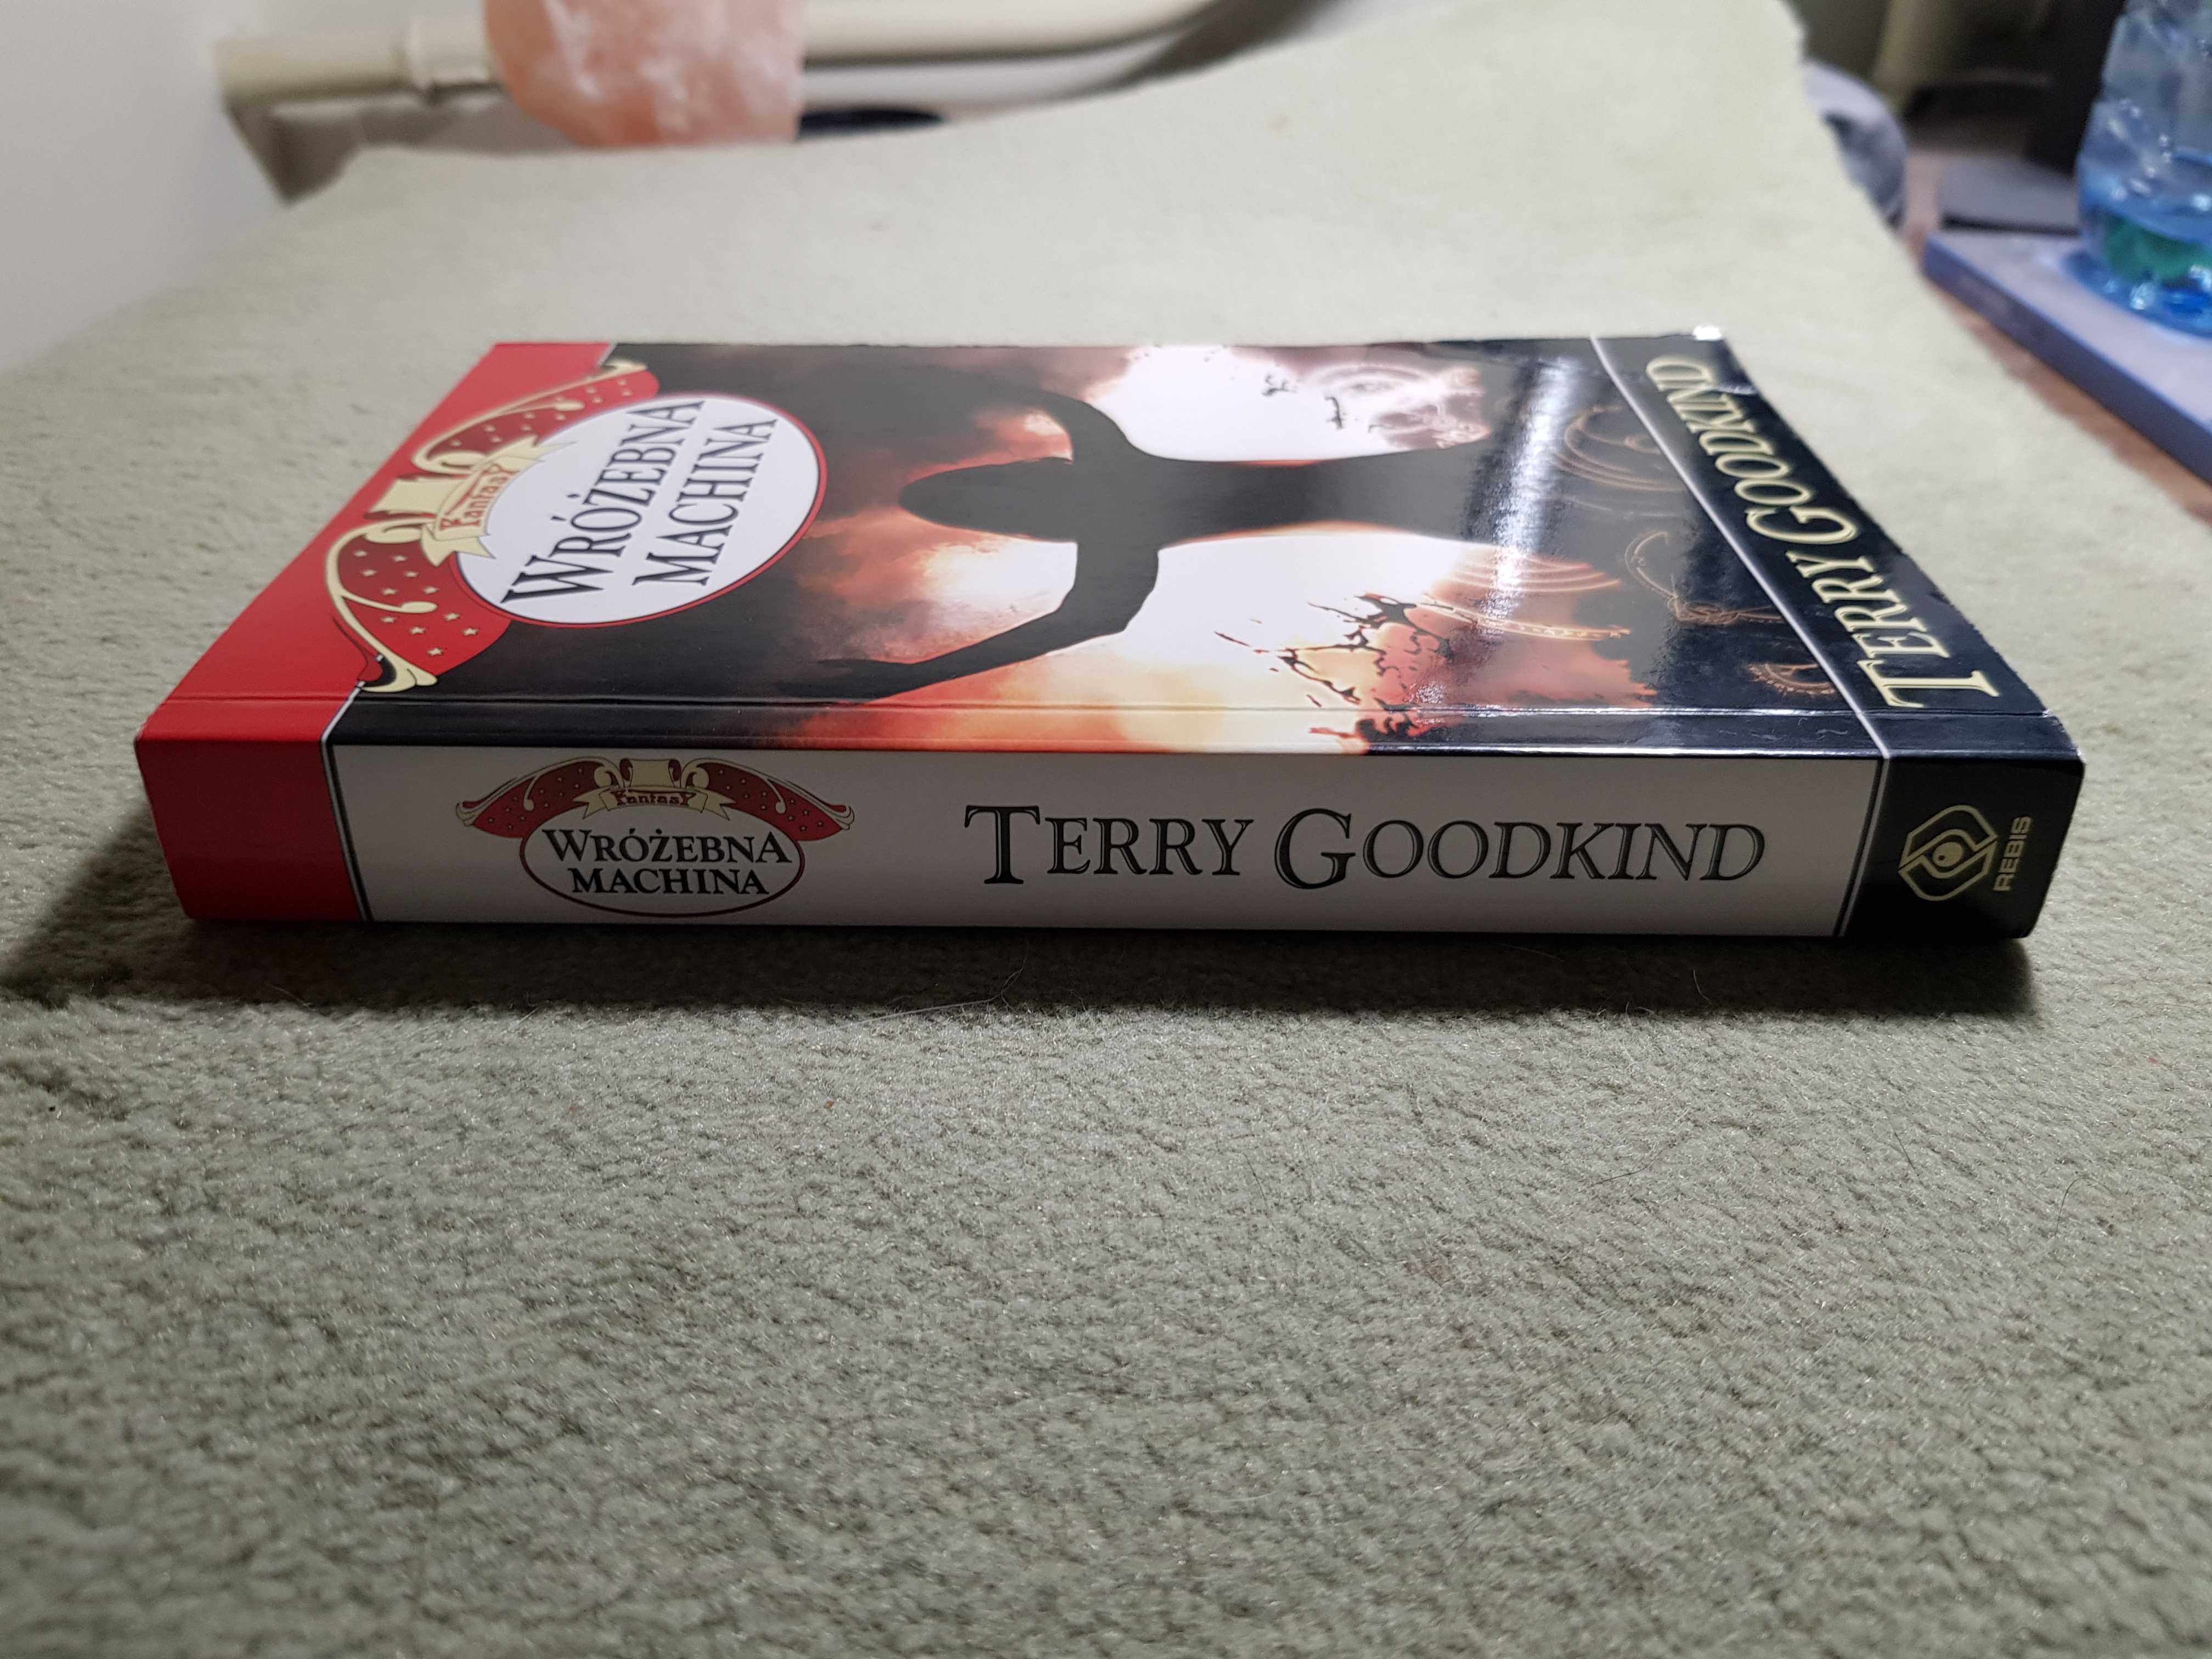 Fantasy
WRÓŻEBNA
MACHINA
TERRY GOODKIND
Fantasy
WRÓŻEBNA
MACHINA
TERRY GOODKIND
REBIS